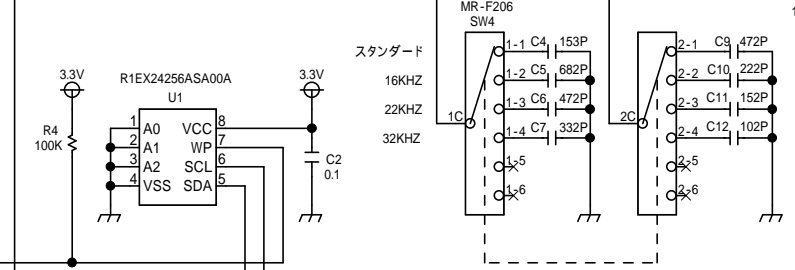 MR-F206
SW4
スタンダード
16KHZ
22KHZ
32KHZ
1-1 C4 153P
1-2 C5 682P
1-3 C6 472P
1-4 C7 332P
1-5
1-6
1C
2-1 C9 472P
2-2 C10 222P
2-3 C11 152P
2-4 C12 102P
2-5
2-6
2C
3.3V
R4
100K
R1EX24256ASA00A
U1
1 A0 VCC 8
2 A1 WP 7
3 A2 SCL 6
4 VSS SDA 5
3.3V
C2
0.1